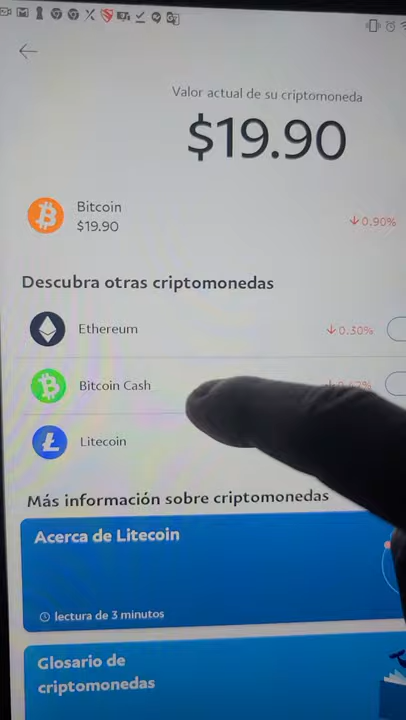 Valor actual de su criptomoneda
$19.90
Bitcoin
$19.90
0.90%
Descubra otras criptomonedas
Ethereum
0.30%
Bitcoin Cash
Litecoin
Más información sobre criptomonedas
Acerca de Litecoin
lectura de 3 minutos
Glosario de
criptomonedas